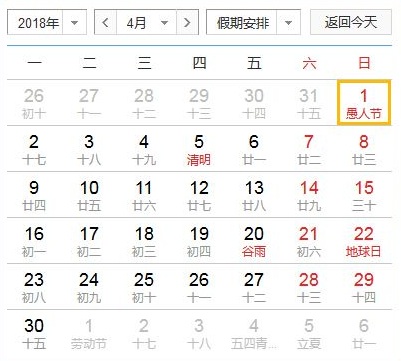 2018年 4月 假期安排 返回今天
一 二 三 四 五 六 日
26 27 28 29 30 31 1
初十 十一 十二 十三 十四 十五 愚人节
2 3 4 5 6 7 8
十七 十八 十九 清明 廿一 廿二 廿三
9 10 11 12 13 14 15
廿四 廿五 廿六 廿七 廿八 廿九 三十
16 17 18 19 20 21 22
初一 初二 初三 初四 谷雨 初六 地球日
23 24 25 26 27 28 29
初八 初九 初十 十一 十二 十三 十四
30 1 2 3 4 5 6
十五 劳动节 十七 十八 五四青... 立夏 廿一